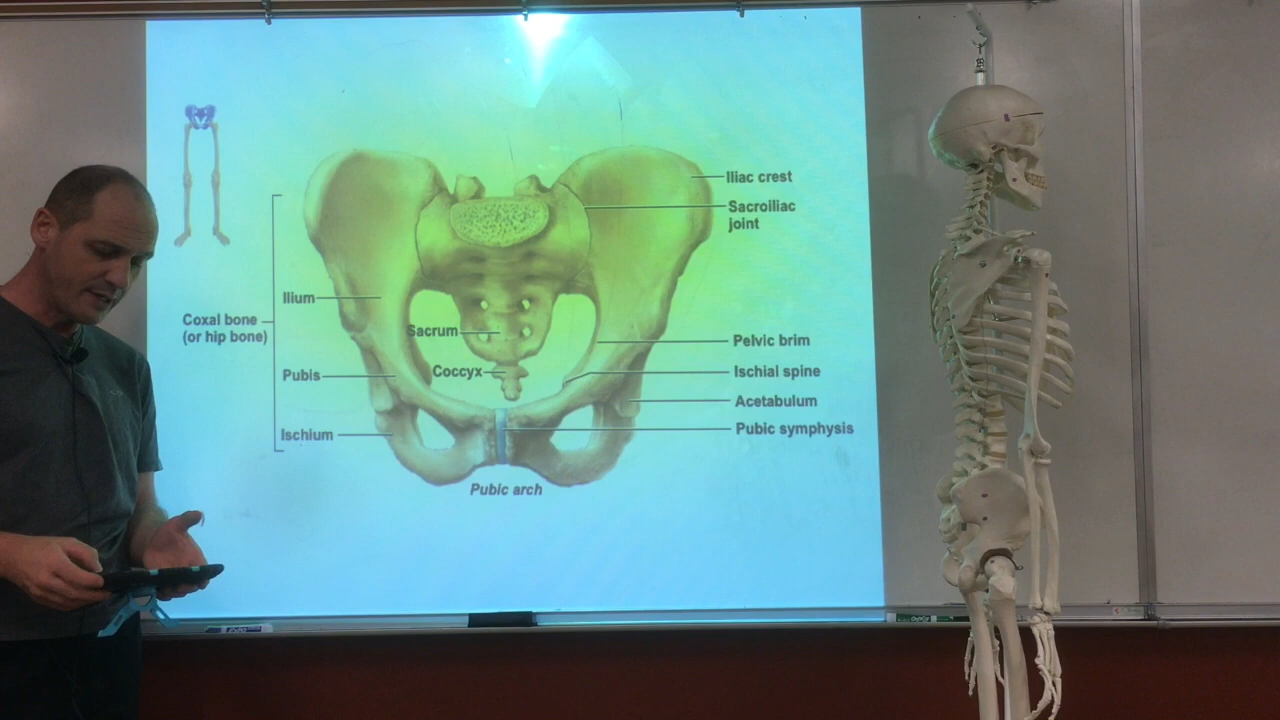 Iliac crest
Sacroiliac
joint
Ilium
Coxal bone
(or hip bone)
Sacrum
Pelvic brim
Pubis
Coccyx
Ischial spine
Acetabulum
Ischium
Pubic symphysis
Pubic arch